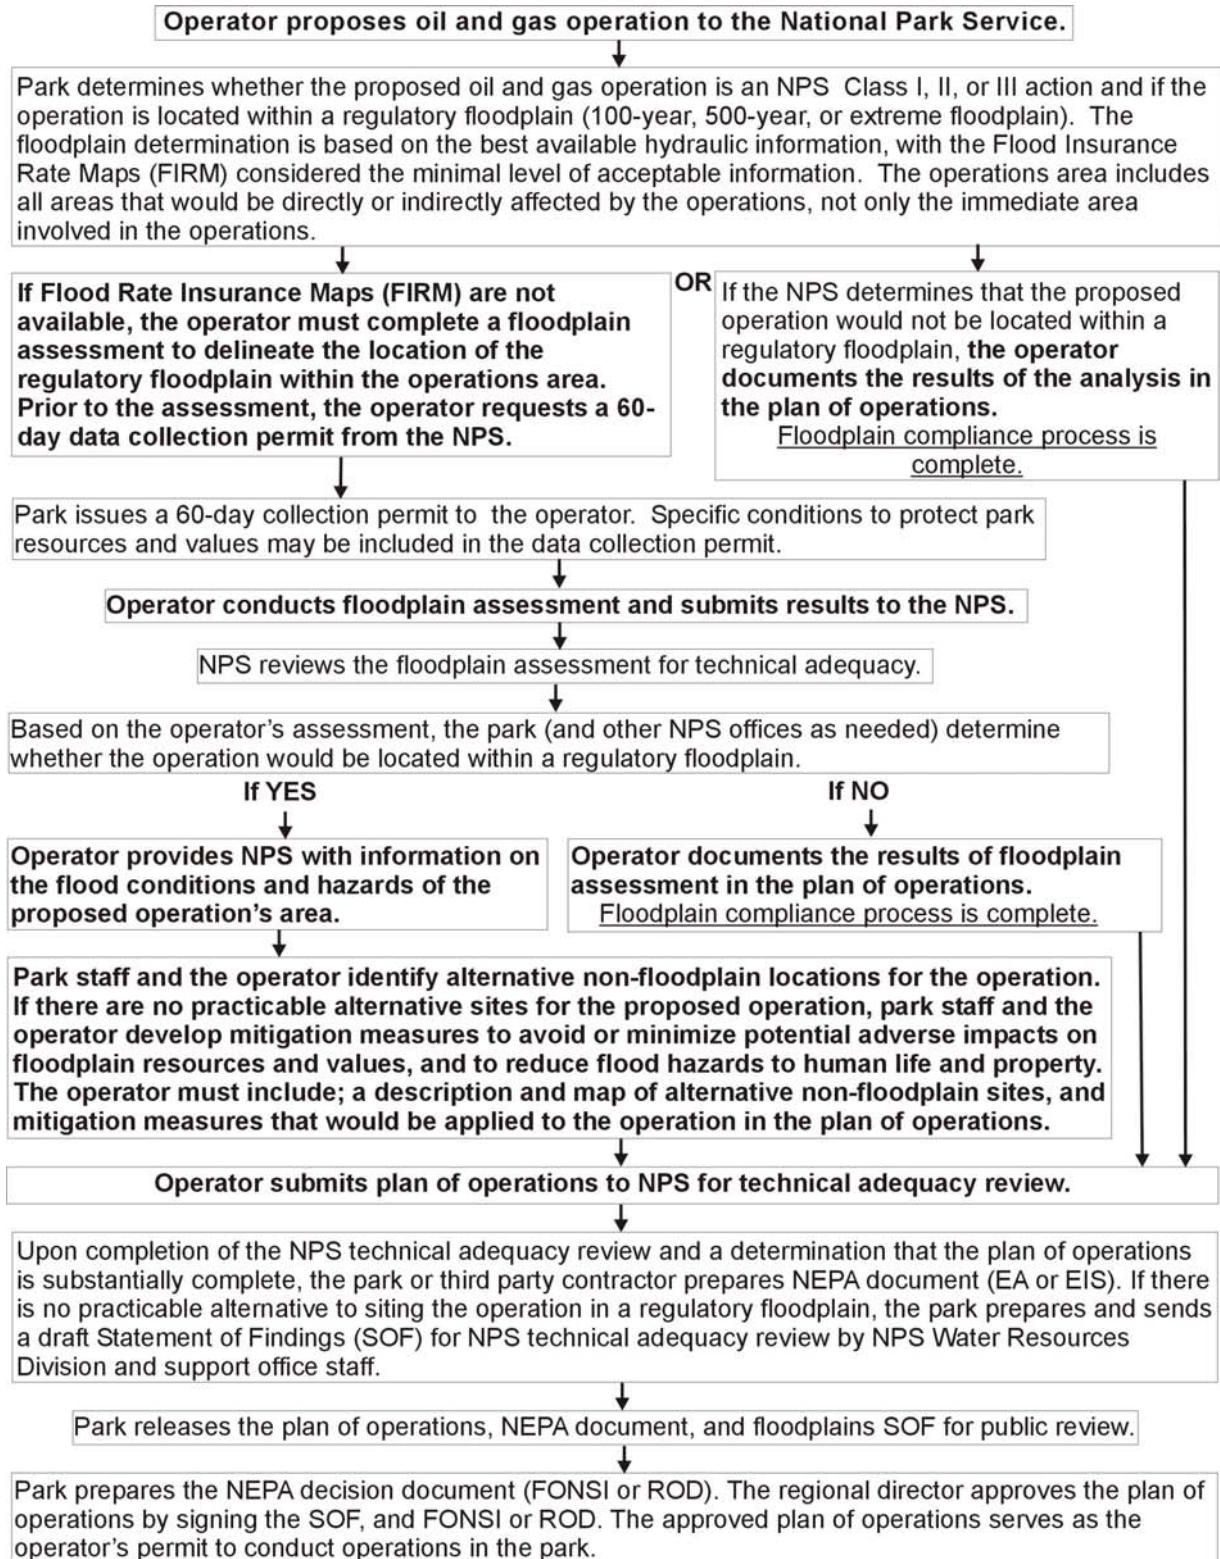 Operator proposes oil and gas operation to the National Park Service.
Park determines whether the proposed oil and gas operation is an NPS  Class I, II, or III action and if the
operation is located within a regulatory floodplain (100-year, 500-year, or extreme floodplain).  The
floodplain determination is based on the best available hydraulic information, with the Flood Insurance
Rate Maps (FIRM) considered the minimal level of acceptable information.  The operations area includes
all areas that would be directly or indirectly affected by the operations, not only the immediate area
involved in the operations.
If Flood Rate Insurance Maps (FIRM) are not
available, the operator must complete a floodplain
assessment to delineate the location of the
regulatory floodplain within the operations area.
Prior to the assessment, the operator requests a 60-
day data collection permit from the NPS.
OR
If the NPS determines that the proposed
operation would not be located within a
regulatory floodplain, the operator
documents the results of the analysis in
the plan of operations.
Floodplain compliance process is
complete.
Park issues a 60-day collection permit to  the operator.  Specific conditions to protect park
resources and values may be included in the data collection permit.
Operator conducts floodplain assessment and submits results to the NPS.
NPS reviews the floodplain assessment for technical adequacy.
Based on the operator's assessment, the park (and other NPS offices as needed) determine
whether the operation would be located within a regulatory floodplain.
If YES
If NO
Operator provides NPS with information on
the flood conditions and hazards of the
proposed operation's area.
Operator documents the results of floodplain
assessment in the plan of operations.
Floodplain compliance process is complete.
Park staff and the operator identify alternative non-floodplain locations for the operation.
If there are no practicable alternative sites for the proposed operation, park staff and the
operator develop mitigation measures to avoid or minimize potential adverse impacts on
floodplain resources and values, and to reduce flood hazards to human life and property.
The operator must include; a description and map of alternative non-floodplain sites, and
mitigation measures that would be applied to the operation in the plan of operations.
Operator submits plan of operations to NPS for technical adequacy review.
Upon completion of the NPS technical adequacy review and a determination that the plan of operations
is substantially complete, the park or third party contractor prepares NEPA document (EA or EIS). If there
is no practicable alternative to siting the operation in a regulatory floodplain, the park prepares and sends
a draft Statement of Findings (SOF) for NPS technical adequacy review by NPS Water Resources
Division and support office staff.
Park releases the plan of operations, NEPA document, and floodplains SOF for public review.
Park prepares the NEPA decision document (FONSI or ROD). The regional director approves the plan of
operations by signing the SOF, and FONSI or ROD. The approved plan of operations serves as the
operator's permit to conduct operations in the park.